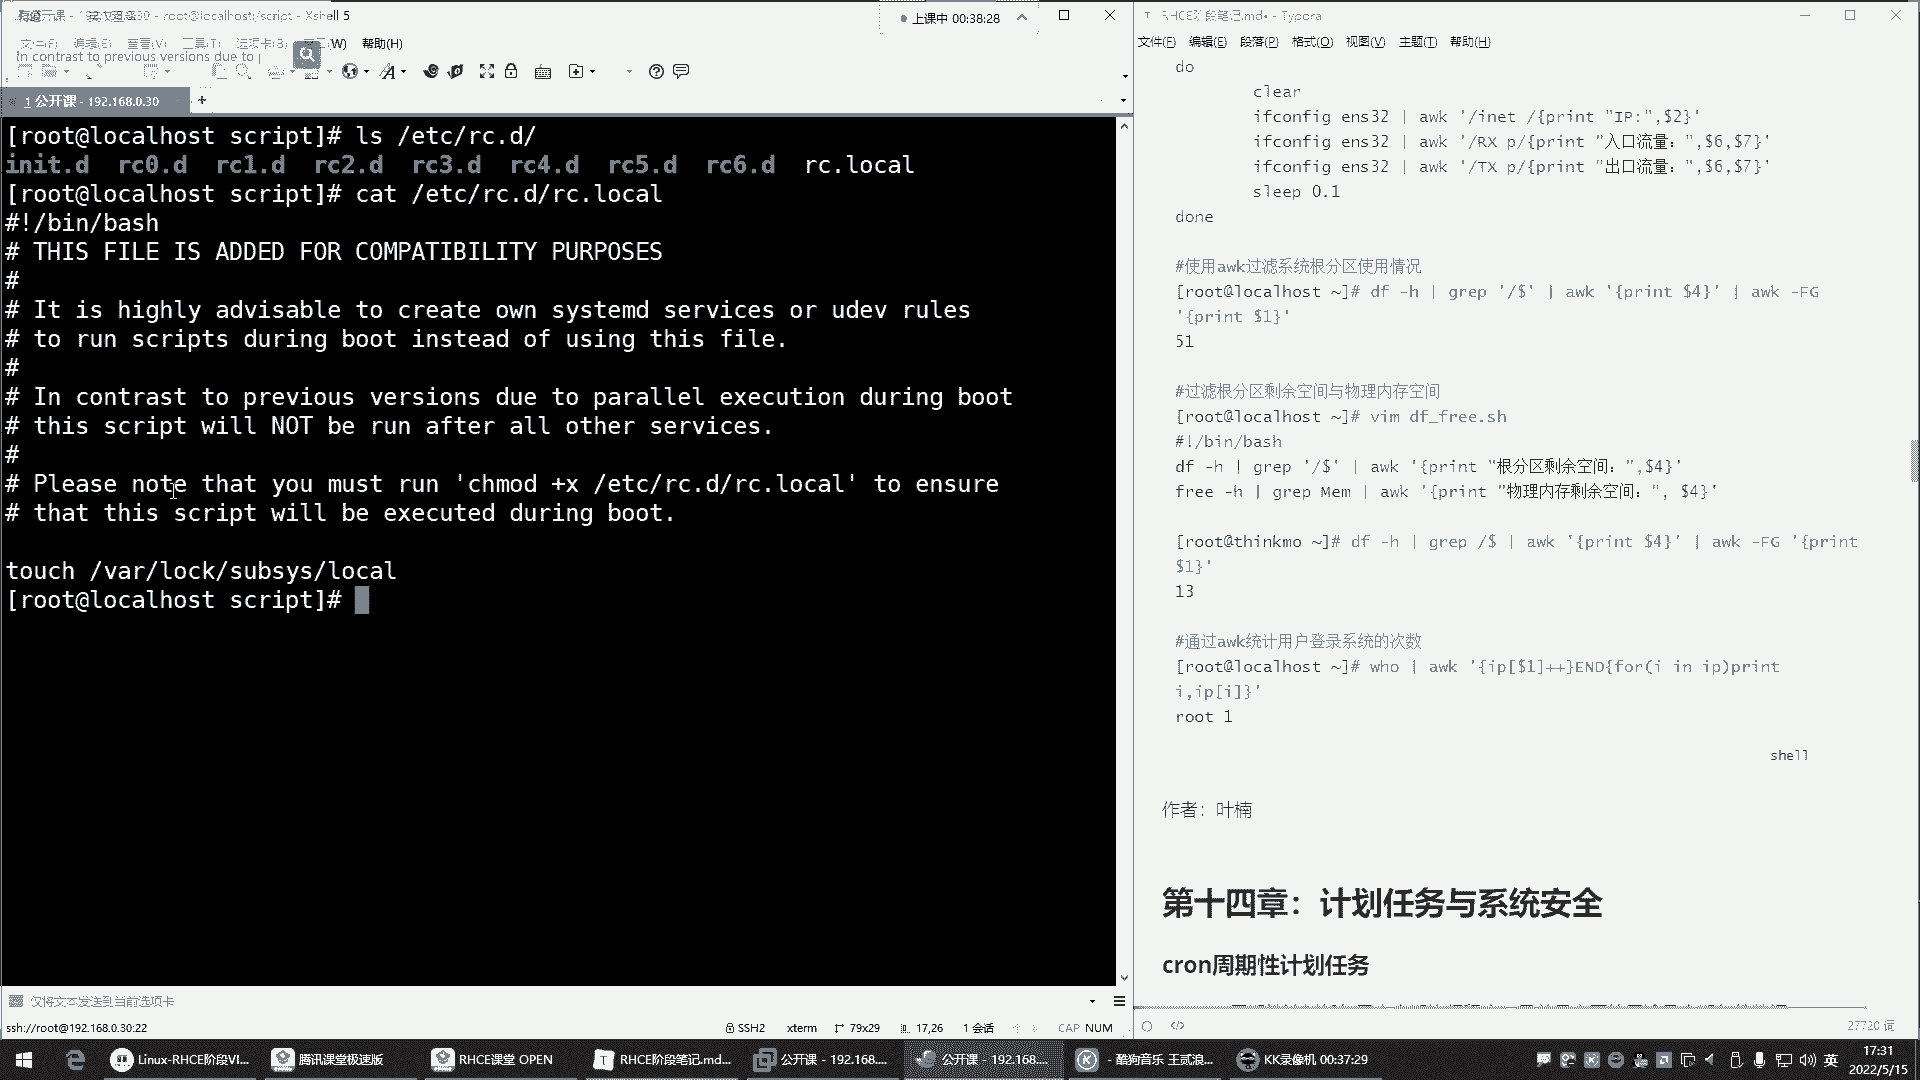 root@localhost:/script - Xshell 5
上课中 00:38:28
文件(F) 编辑(E) 查看(V) 工具(T) 选项卡(B) W) 帮助(H)
In contrast to previous versions due to
1 公开课 - 192.168.0.30
+
[root@localhost script]# ls /etc/rc.d/
init.d rc0.d rc1.d rc2.d rc3.d rc4.d rc5.d rc6.d rc.local
[root@localhost script]# cat /etc/rc.d/rc.local
#!/bin/bash
# THIS FILE IS ADDED FOR COMPATIBILITY PURPOSES
#
# It is highly advisable to create own systemd services or udev rules
# to run scripts during boot instead of using this file.
#
# In contrast to previous versions due to parallel execution during boot
# this script will NOT be run after all other services.
#
# Please note that you must run 'chmod +x /etc/rc.d/rc.local' to ensure
# that this script will be executed during boot.
touch /var/lock/subsys/local
[root@localhost script]#
仅将文本发送到当前选项卡
ssh://root@192.168.0.30:22 SSH2 xterm 79x29 17,26 1 会话 CAP NUM
RHCE阶段笔记.md• - Typora
文件(F) 编辑(E) 段落(P) 格式(O) 视图(V) 主题(T) 帮助(H)
do
clear
ifconfig ens32 | awk '/inet /{print "IP:",$2}'
ifconfig ens32 | awk '/RX p/{print "入口流量：",$6,$7}'
ifconfig ens32 | awk '/TX p/{print "出口流量：",$6,$7}'
sleep 0.1
done
#使用awk过滤系统根分区使用情况
[root@localhost ~]# df -h | grep '/$' | awk '{print $4}' | awk -FG
'{print $1}'
51
#过滤根分区剩余空间与物理内存空间
[root@localhost ~]# vim df_free.sh
#!/bin/bash
df -h | grep '/$' | awk '{print "根分区剩余空间：",$4}'
free -h | grep Mem | awk '{print "物理内存剩余空间：", $4}'
[root@thinkmo ~]# df -h | grep /$ | awk '{print $4}' | awk -FG '{print
$1}'
13
#通过awk统计用户登录系统的次数
[root@localhost ~]# who | awk '{ip[$1]++}END{for(i in ip)print
i,ip[i]}'
root 1
shell
作者：叶楠
第十四章：计划任务与系统安全
cron周期性计划任务
27720 词
Linux-RHCE阶段VI... 腾讯课堂极速版 RHCE课堂 OPEN RHCE阶段笔记.md... 公开课 - 192.168.... 公开课 - 192.168.... - 酷狗音乐 王贰浪... KK录像机 00:37:29 英 17:31
2022/5/15